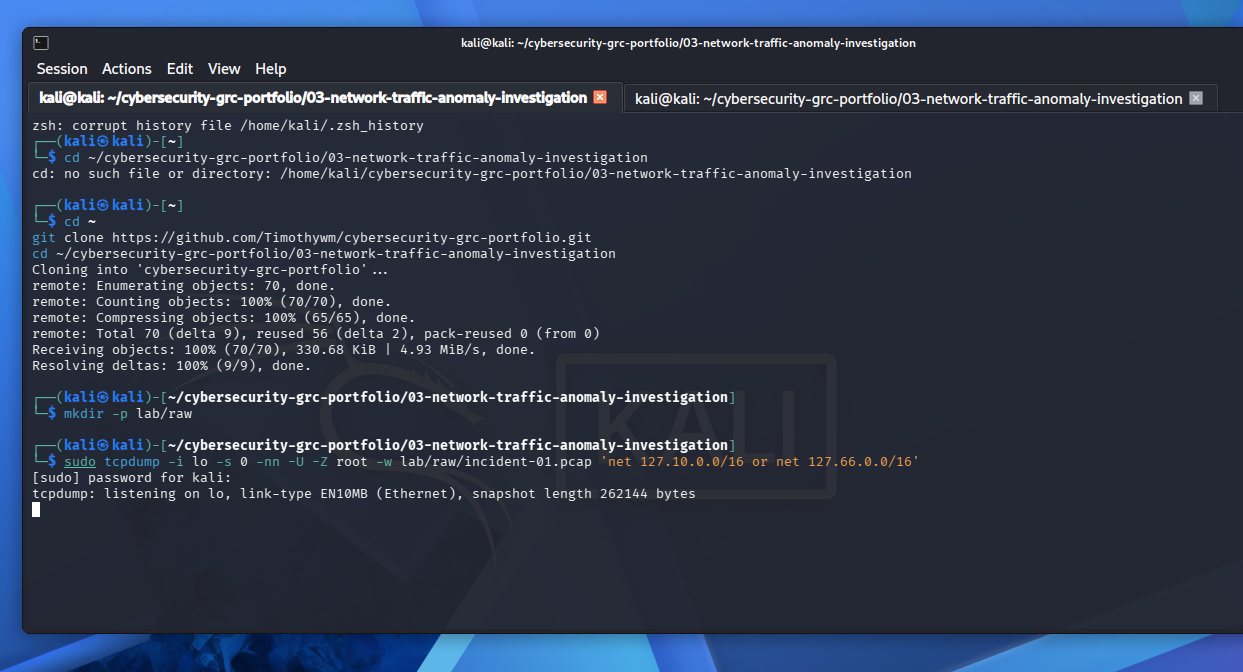 kali@kali: ~/cybersecurity-grc-portfolio/03-network-traffic-anomaly-investigation
Session Actions Edit View Help
kali@kali: ~/cybersecurity-grc-portfolio/03-network-traffic-anomaly-investigation
kali@kali: ~/cybersecurity-grc-portfolio/03-network-traffic-anomaly-investigation
zsh: corrupt history file /home/kali/.zsh_history
┌──(kali㉿kali)-[~]
└─$ cd ~/cybersecurity-grc-portfolio/03-network-traffic-anomaly-investigation
cd: no such file or directory: /home/kali/cybersecurity-grc-portfolio/03-network-traffic-anomaly-investigation
┌──(kali㉿kali)-[~]
└─$ cd ~
git clone https://github.com/Timothywm/cybersecurity-grc-portfolio.git
cd ~/cybersecurity-grc-portfolio/03-network-traffic-anomaly-investigation
Cloning into 'cybersecurity-grc-portfolio'...
remote: Enumerating objects: 70, done.
remote: Counting objects: 100% (70/70), done.
remote: Compressing objects: 100% (65/65), done.
remote: Total 70 (delta 9), reused 56 (delta 2), pack-reused 0 (from 0)
Receiving objects: 100% (70/70), 330.68 KiB | 4.93 MiB/s, done.
Resolving deltas: 100% (9/9), done.
┌──(kali㉿kali)-[~/cybersecurity-grc-portfolio/03-network-traffic-anomaly-investigation]
└─$ mkdir -p lab/raw
┌──(kali㉿kali)-[~/cybersecurity-grc-portfolio/03-network-traffic-anomaly-investigation]
└─$ sudo tcpdump -i lo -s 0 -nn -U -Z root -w lab/raw/incident-01.pcap 'net 127.10.0.0/16 or net 127.66.0.0/16'
[sudo] password for kali:
tcpdump: listening on lo, link-type EN10MB (Ethernet), snapshot length 262144 bytes
KALI